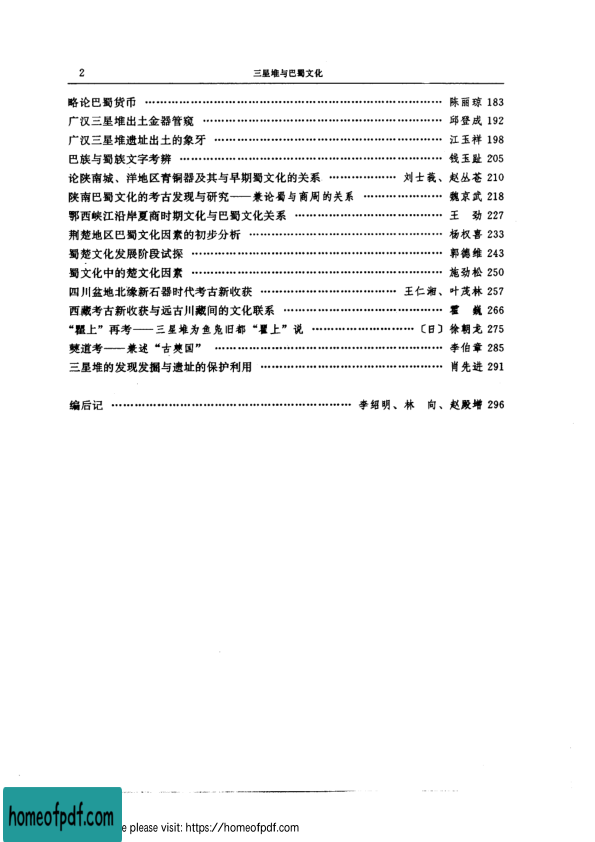 2 三星堆与巴蜀文化
略论巴蜀货币 …… 陈丽琼 183
广汉三星堆出土金器管窥 …… 邱登成 192
广汉三星堆遗址出土的象牙 …… 江玉祥 198
巴族与蜀族文字考辨 …… 钱玉趾 205
论陕南城、洋地区青铜器及其与早期蜀文化的关系 …… 刘士莪、赵丛苍 210
陕南巴蜀文化的考古发现与研究——兼论蜀与商周的关系 …… 魏京武 218
鄂西峡江沿岸夏商时期文化与巴蜀文化关系 …… 王 劲 227
荆楚地区巴蜀文化因素的初步分析 …… 杨权喜 233
蜀楚文化发展阶段试探 …… 郭德维 243
蜀文化中的楚文化因素 …… 施劲松 250
四川盆地北缘新石器时代考古新收获 …… 王仁湘、叶茂林 257
西藏考古新收获与远古川藏间的文化联系 …… 霍 巍 266
“瞿上”再考——三星堆为鱼凫旧都“瞿上”说 …… 〔日〕徐朝龙 275
僰道考——兼述“古僰国” …… 李伯章 285
三星堆的发现发掘与遗址的保护利用 …… 肖先进 291
编后记 …… 李绍明、林 向、赵殿增 296
homeofpdf.com
e please visit: https://homeofpdf.com